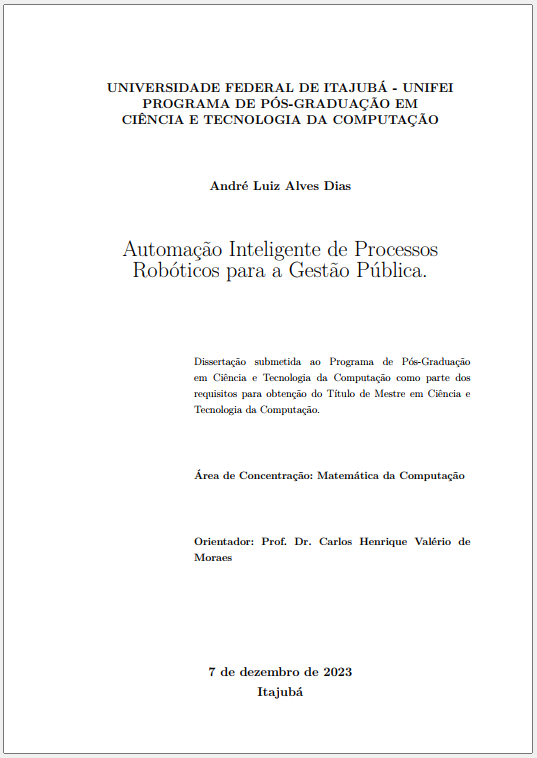 UNIVERSIDADE FEDERAL DE ITAJUBÁ - UNIFEI
PROGRAMA DE PÓS-GRADUAÇÃO EM
CIÊNCIA E TECNOLOGIA DA COMPUTAÇÃO
André Luiz Alves Dias
Automação Inteligente de Processos
Robóticos para a Gestão Pública.
Dissertação submetida ao Programa de Pós-Graduação
em Ciência e Tecnologia da Computação como parte dos
requisitos para obtenção do Título de Mestre em Ciência e
Tecnologia da Computação.
Área de Concentração: Matemática da Computação
Orientador: Prof. Dr. Carlos Henrique Valério de
Moraes
7 de dezembro de 2023
Itajubá